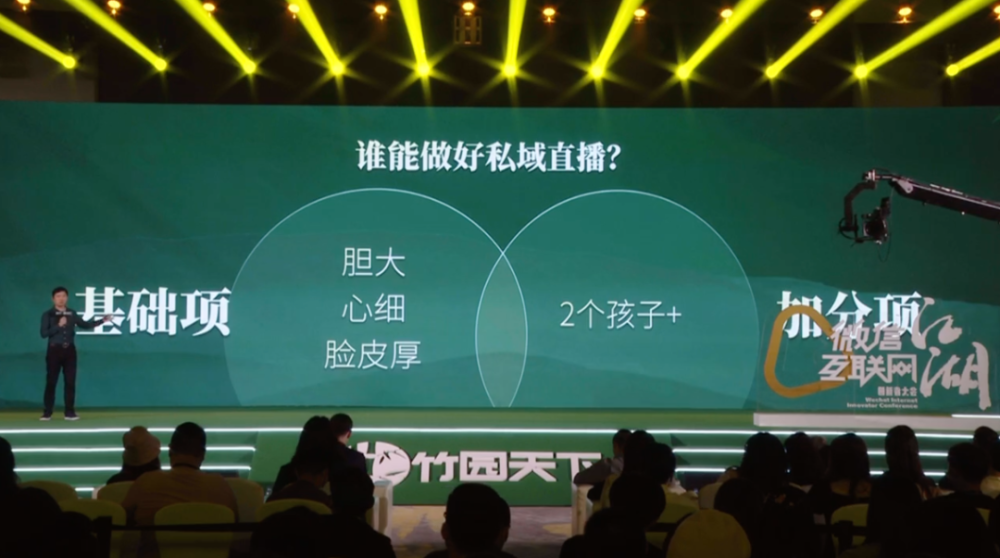 谁能做好私域直播?
基础项
胆大
心细
脸皮厚
2个孩子+
加分项
微信
互联网
江湖
创新者大会
Wechat Internet
Innovator Conference
竹园天下